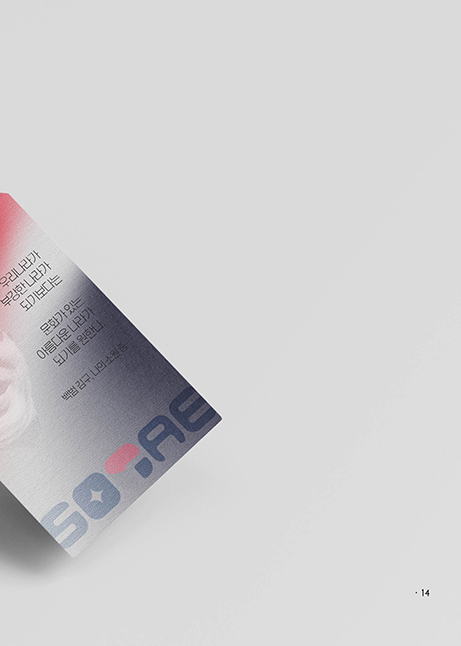 우리나라가
부강한 나라가
되기보다는
문화가 있는
아름다운 나라가
되기를 원한다
백범 김구, 나의 소원 중
· 14